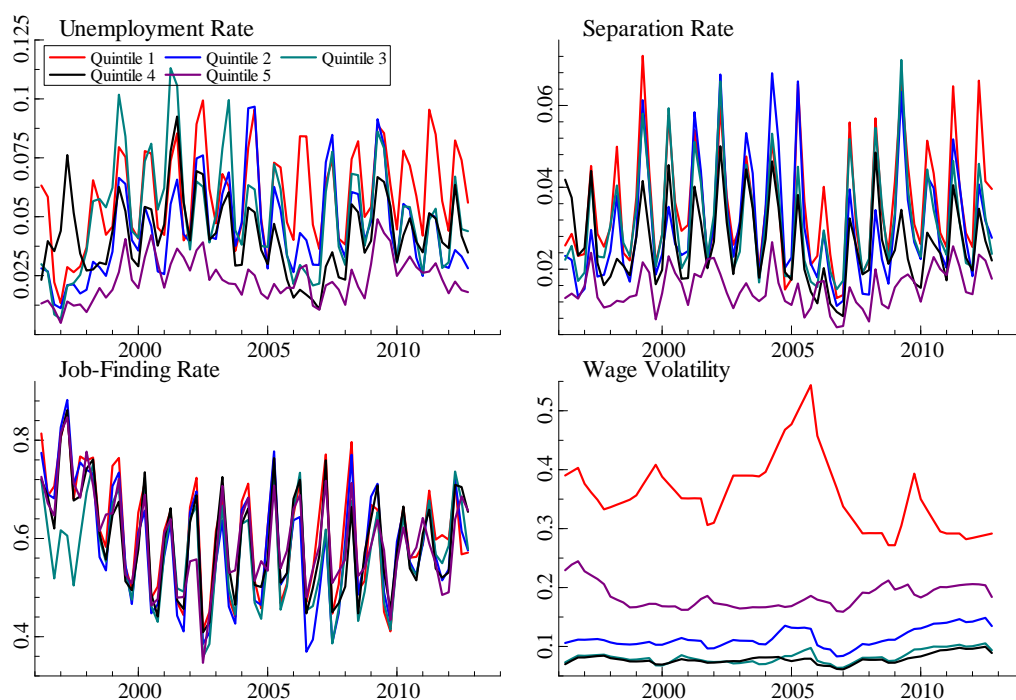 Unemployment Rate
0.125
0.1
0.075
0.05
0.025
Quintile 1 Quintile 2 Quintile 3
Quintile 4 Quintile 5
2000 2005 2010
Separation Rate
0.06
0.04
0.02
2000 2005 2010
Job-Finding Rate
0.8
0.6
0.4
2000 2005 2010
Wage Volatility
0.5
0.4
0.3
0.2
0.1
2000 2005 2010